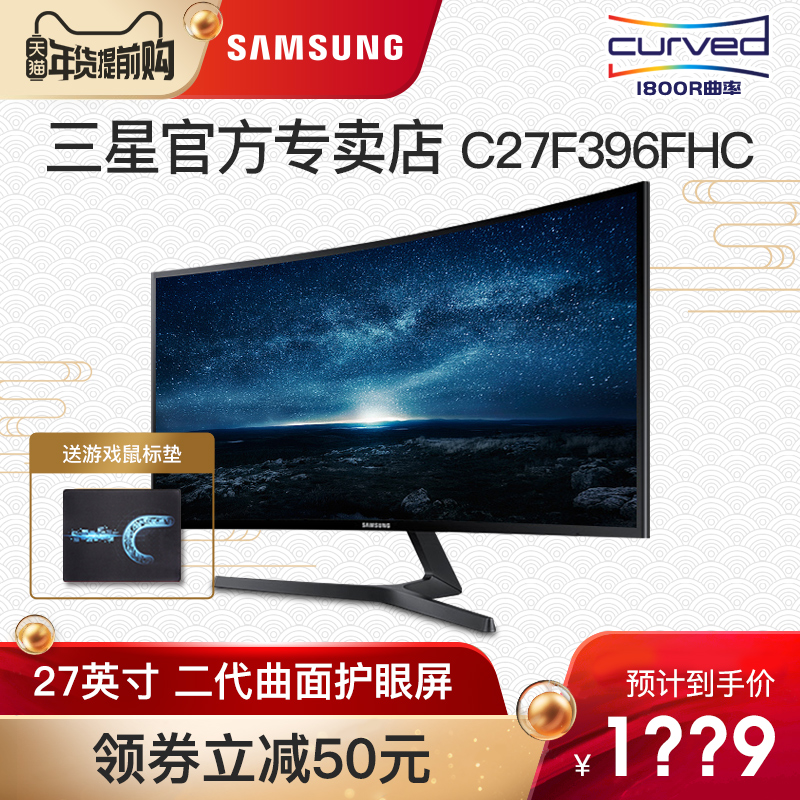 天猫 年货提前购
SAMSUNG
curved
1800R曲率
三星官方专卖店 C27F396FHC
SAMSUNG
送游戏鼠标垫
27英寸 二代曲面护眼屏
领券立减50元
预计到手价
¥ 1??9